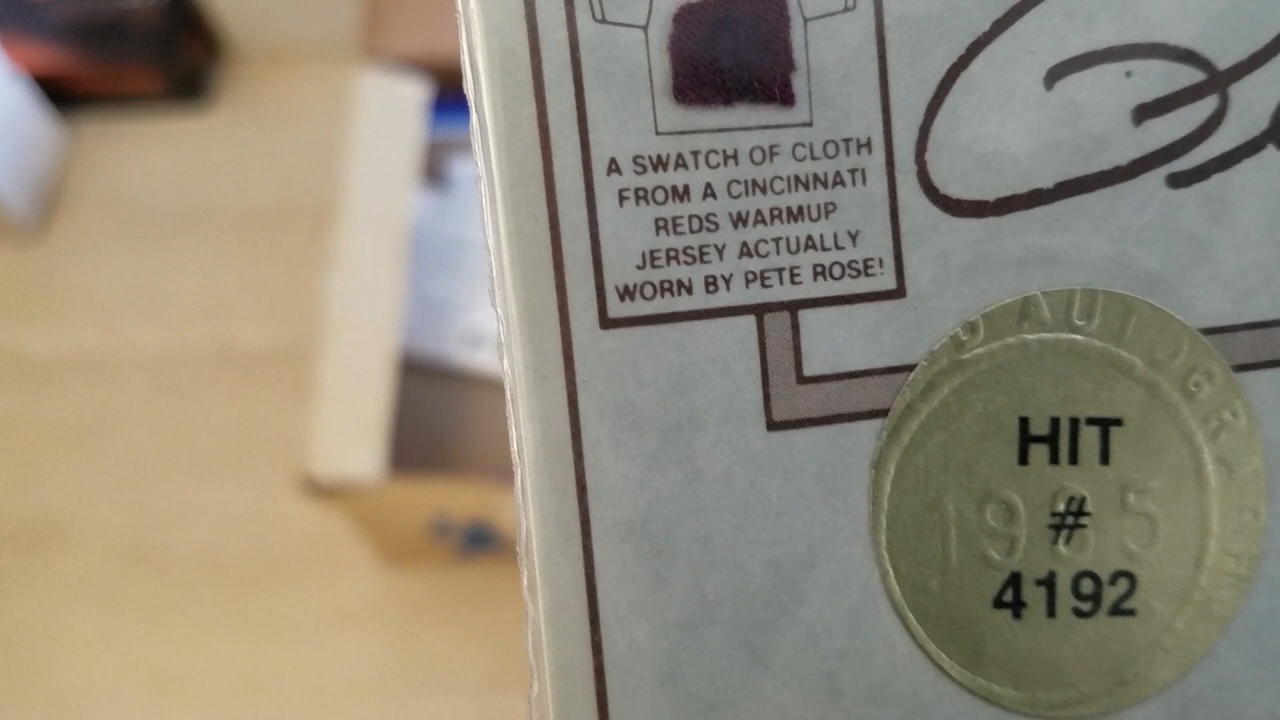 A SWATCH OF CLOTH
FROM A CINCINNATI
REDS WARMUP
JERSEY ACTUALLY
WORN BY PETE ROSE!
HIT
1985
#
4192